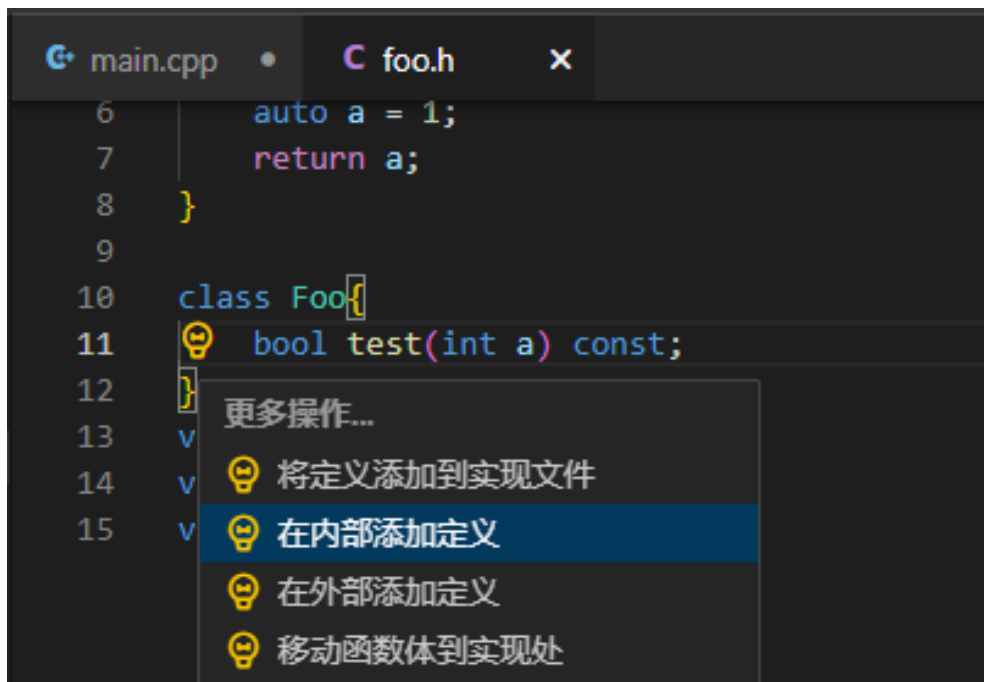 main.cpp ● C foo.h ×
6 auto a = 1;
7 return a;
8 }
9
10 class Foo{
11 bool test(int a) const;
12 }
更多操作...
13 v
将定义添加到实现文件
14 v
在内部添加定义
15 v
在外部添加定义
移动函数体到实现处